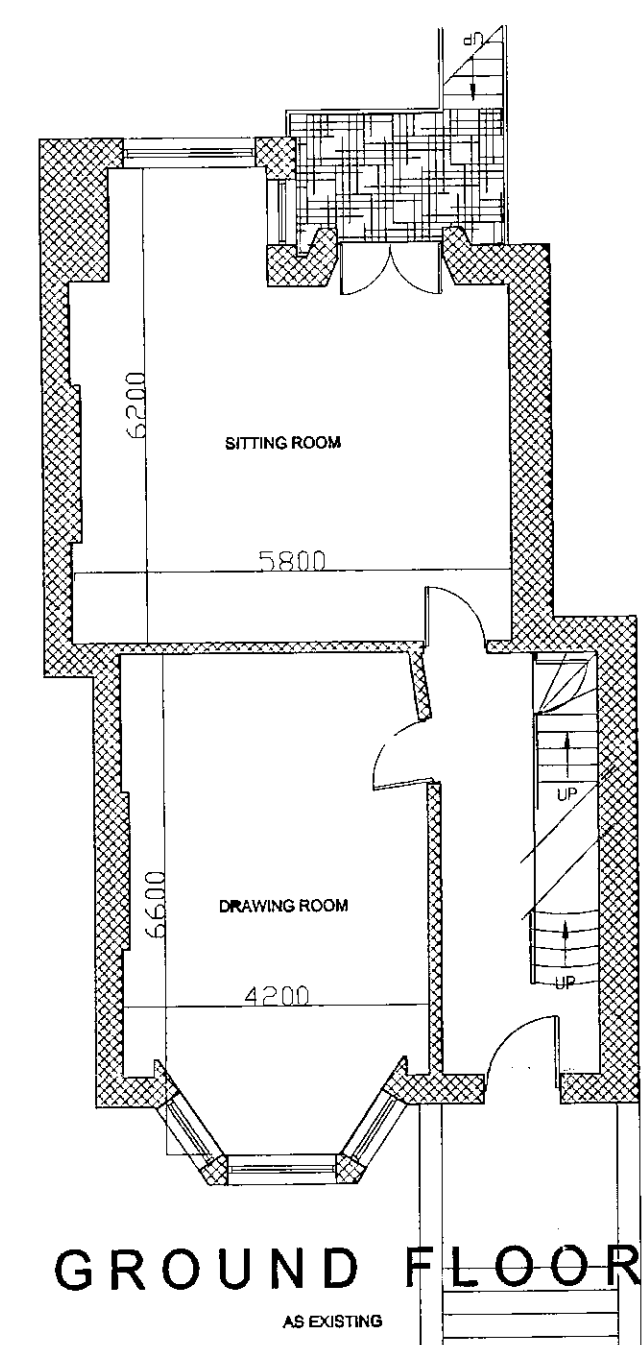 UP
6200
SITTING ROOM
5800
UP
6600
DRAWING ROOM
4200
UP
GROUND FLOOR
AS EXISTING